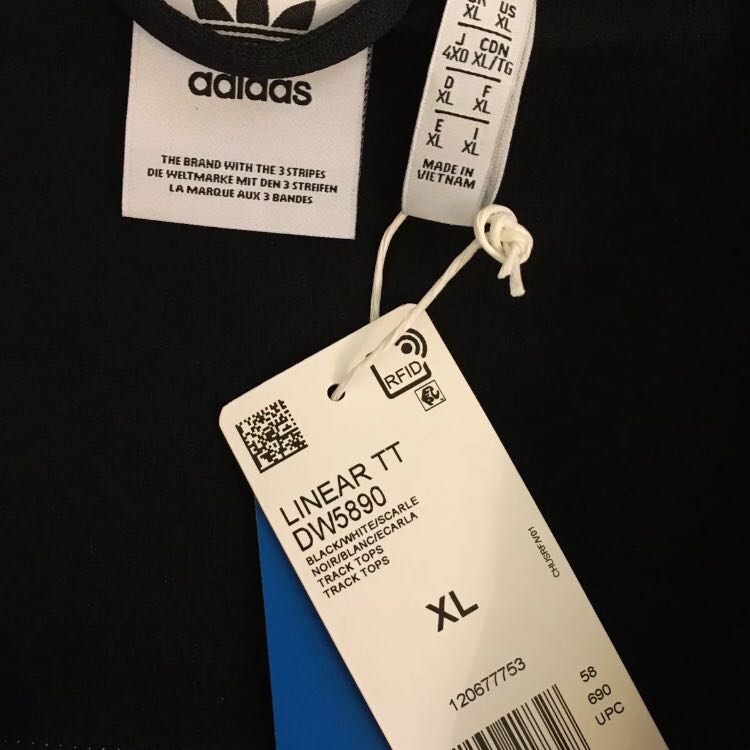 adidas
THE BRAND WITH THE 3 STRIPES
DIE WELTMARKE MIT DEN 3 STREIFEN
LA MARQUE AUX 3 BANDES
US
XL XL
J CDN
4XO XL/TG
D F
XL XL
E I
XL XL
MADE IN
VIETNAM
RFID
LINEAR TT
DW5890
BLACK/WHITE/SCARLE
NOIR/BLANC/ECARLA
TRACK TOPS
TRACK TOPS
CHUSRFIV01
XL
120677753
58
690
UPC